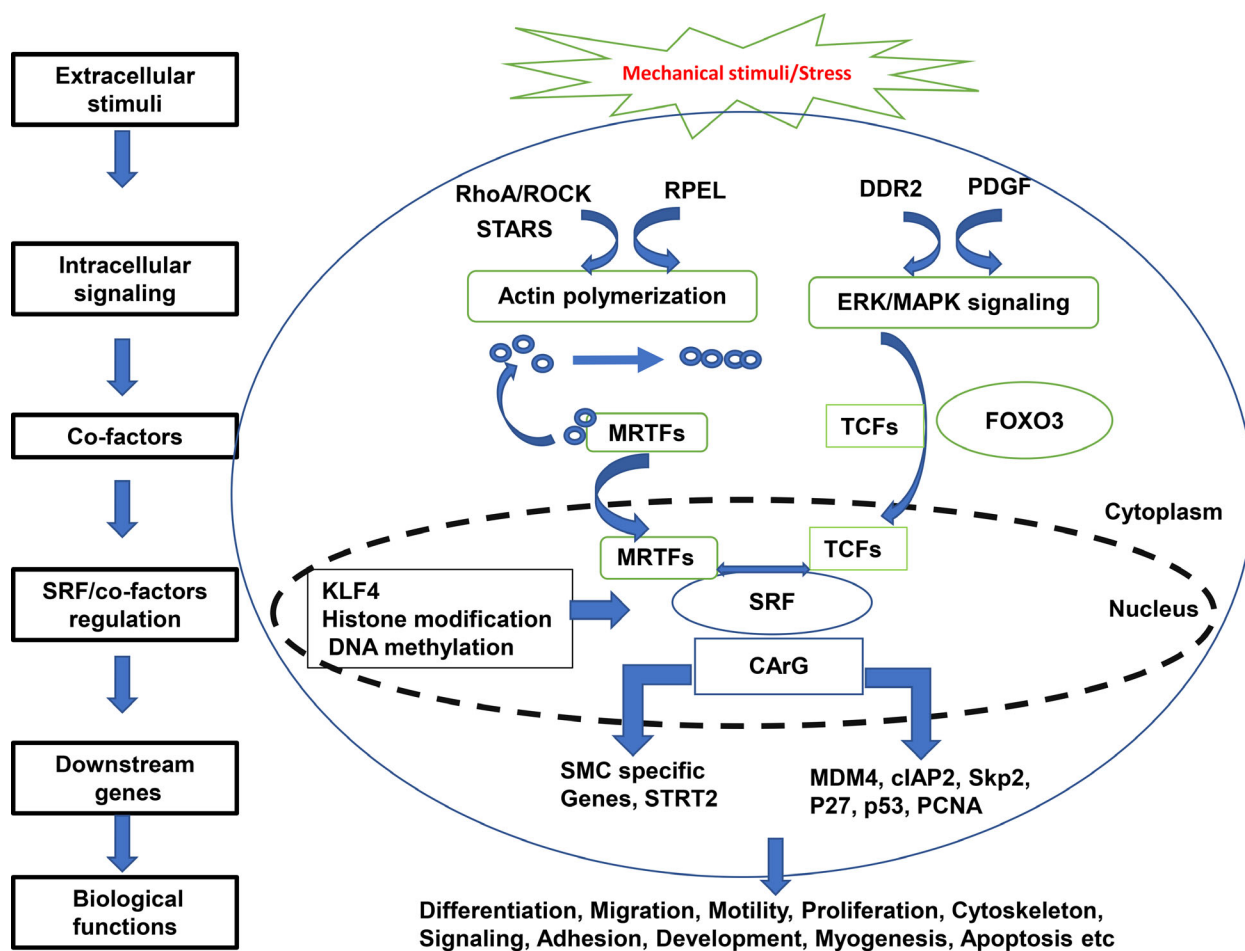 Extracellular
stimuli
Intracellular
signaling
Co-factors
SRF/co-factors
regulation
Downstream
genes
Biological
functions
Mechanical stimuli/Stress
RhoA/ROCK
STARS
RPEL
DDR2
PDGF
Actin polymerization
ERK/MAPK signaling
MRTFs
TCFs
FOXO3
Cytoplasm
MRTFs
TCFs
KLF4
Histone modification
DNA methylation
SRF
Nucleus
CArG
SMC specific
Genes, STRT2
MDM4, cIAP2, Skp2,
P27, p53, PCNA
Differentiation, Migration, Motility, Proliferation, Cytoskeleton,
Signaling, Adhesion, Development, Myogenesis, Apoptosis etc